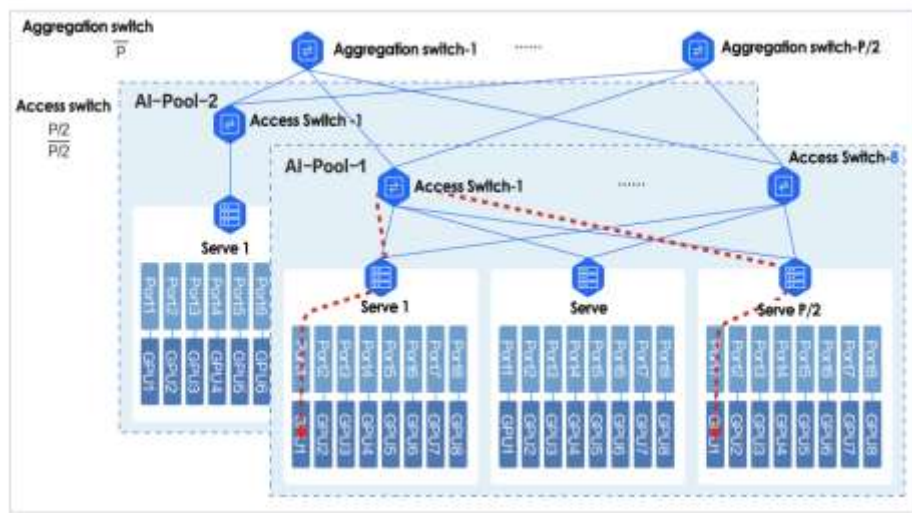 Aggregation switch
P
Aggregation switch-1
......
Aggregation switch-P/2
Access switch
P/2
P/2
AI-Pool-2
Access Switch -1
AI-Pool-1
Access Switch-1
......
Access Switch-8
Serve 1
Port1 Port2 Port3 Port4 Port5 Port6
GPU1 GPU2 GPU3 GPU4 GPU5 GPU6
Serve 1
Port2 Port3 Port4 Port5 Port6 Port7 Port8
GPU1 GPU2 GPU3 GPU4 GPU5 GPU6 GPU7 GPU8
Serve
Port1 Port2 Port3 Port4 Port5 Port6 Port7 Port8
GPU1 GPU2 GPU3 GPU4 GPU5 GPU6 GPU7 GPU8
Serve P/2
Port2 Port3 Port4 Port5 Port6 Port7 Port8
GPU1 GPU2 GPU3 GPU4 GPU5 GPU6 GPU7 GPU8